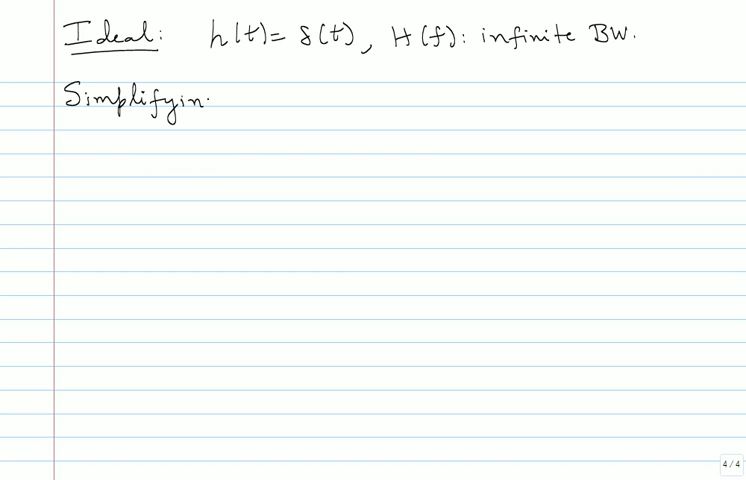 Ideal: h(t) = δ(t), H(f): infinite BW.
Simplifyin.
4/4